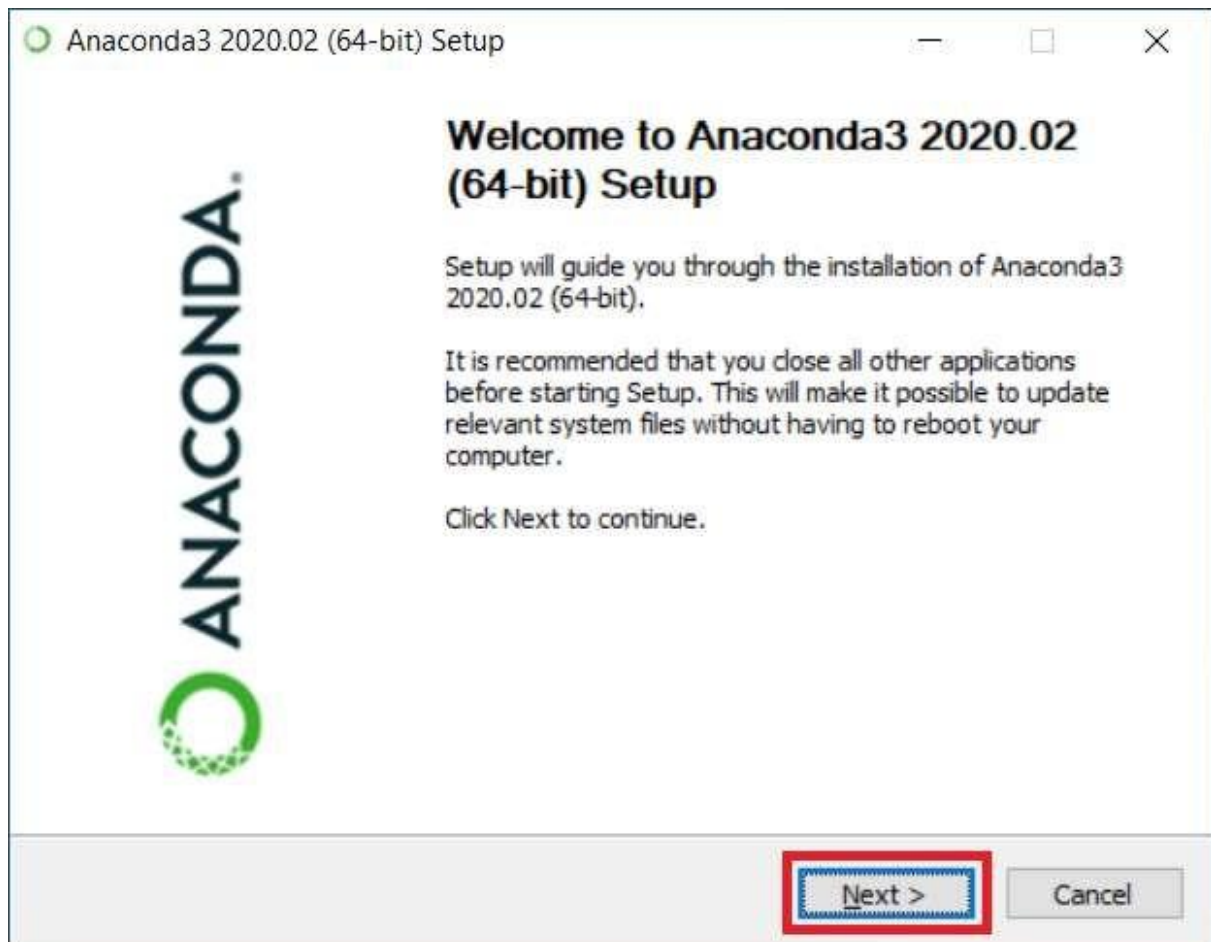 Anaconda3 2020.02 (64-bit) Setup
Welcome to Anaconda3 2020.02
(64-bit) Setup
Setup will guide you through the installation of Anaconda3
2020.02 (64-bit).
It is recommended that you close all other applications
before starting Setup. This will make it possible to update
relevant system files without having to reboot your
computer.
Click Next to continue.
ANACONDA.
Next >
Cancel